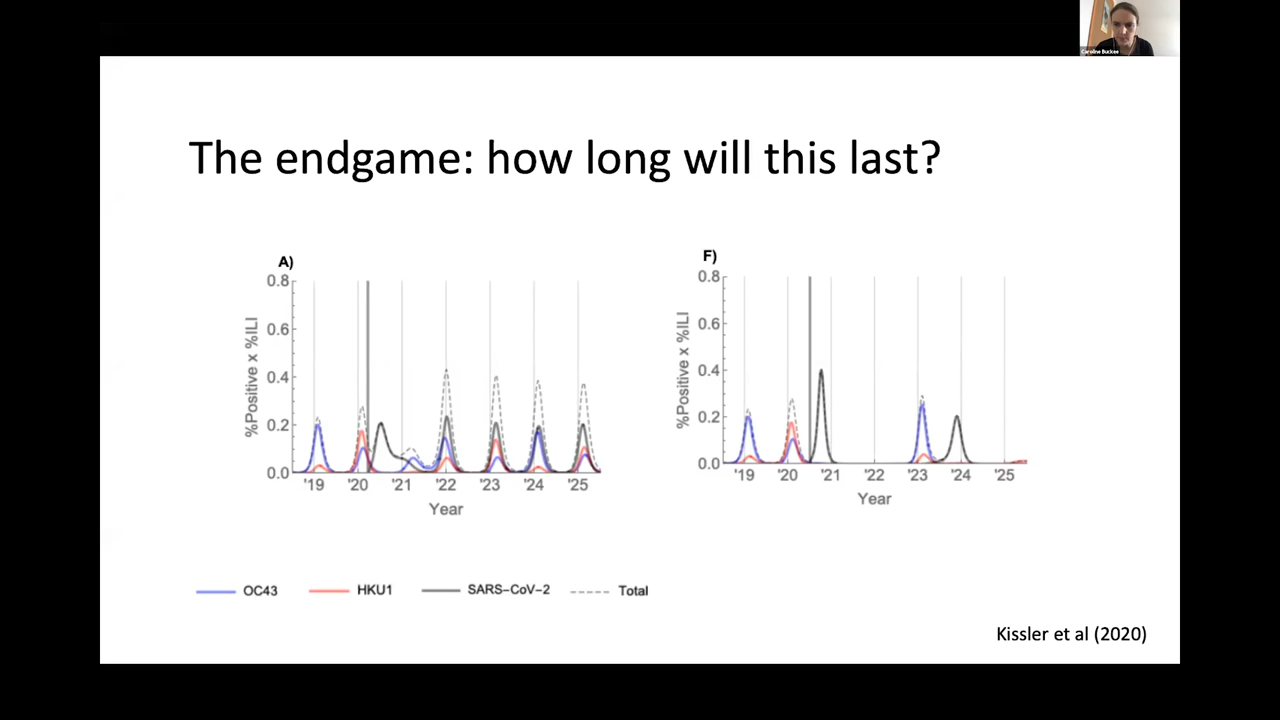 Caroline Buckee
The endgame: how long will this last?
A)
%Positive x %ILI
0.8
0.6
0.4
0.2
0.0
'19 '20 '21 '22 '23 '24 '25
Year
F)
%Positive x %ILI
0.8
0.6
0.4
0.2
0.0
'19 '20 '21 '22 '23 '24 '25
Year
OC43 HKU1 SARS-CoV-2 Total
Kissler et al (2020)